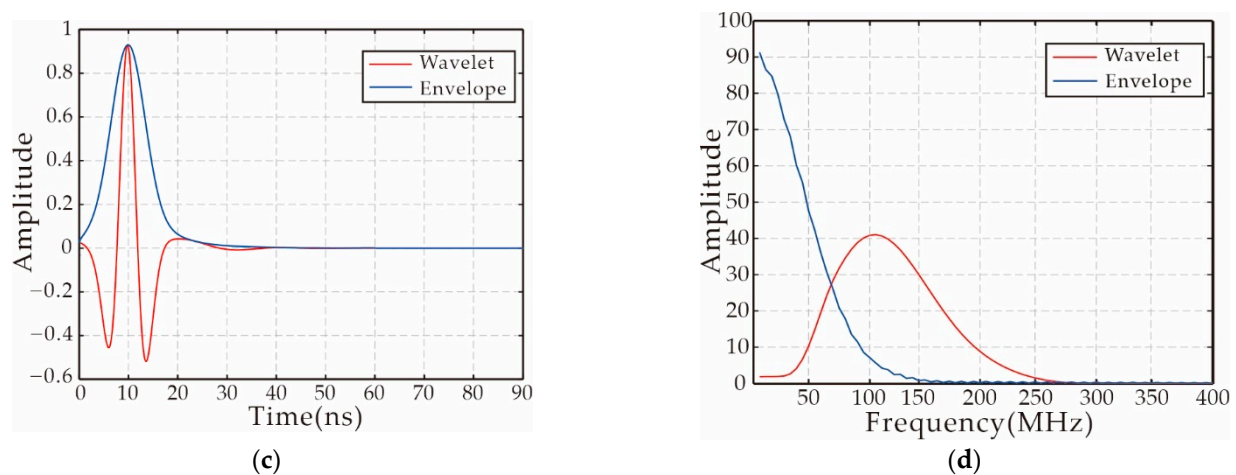 1
0.8
0.6
0.4
0.2
0
−0.2
−0.4
-0.6
Amplitude
Wavelet
Envelope
0 10 20 30 40 50 60 70 80 90
Time(ns)
(c)
100
90
80
70
60
50
40
30
20
10
0
Amplitude
Wavelet
Envelope
50 100 150 200 250 300 350 400
Frequency(MHz)
(d)